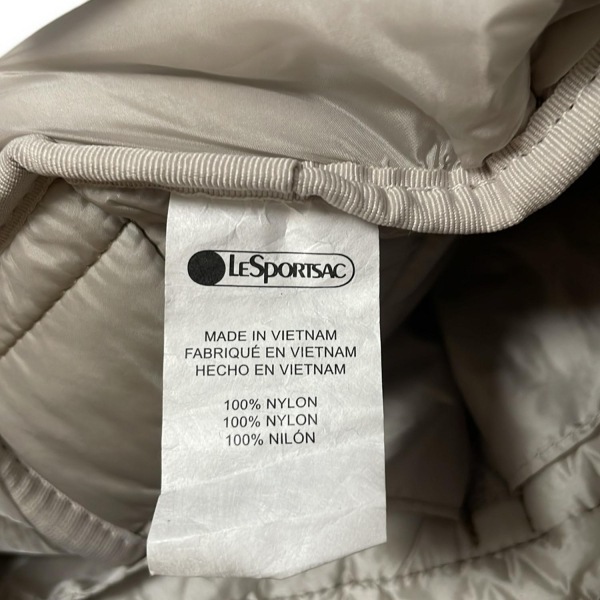 LESPORTSAC
MADE IN VIETNAM
FABRIQUÉ EN VIETNAM
HECHO EN VIETNAM
100% NYLON
100% NYLON
100% NILÓN